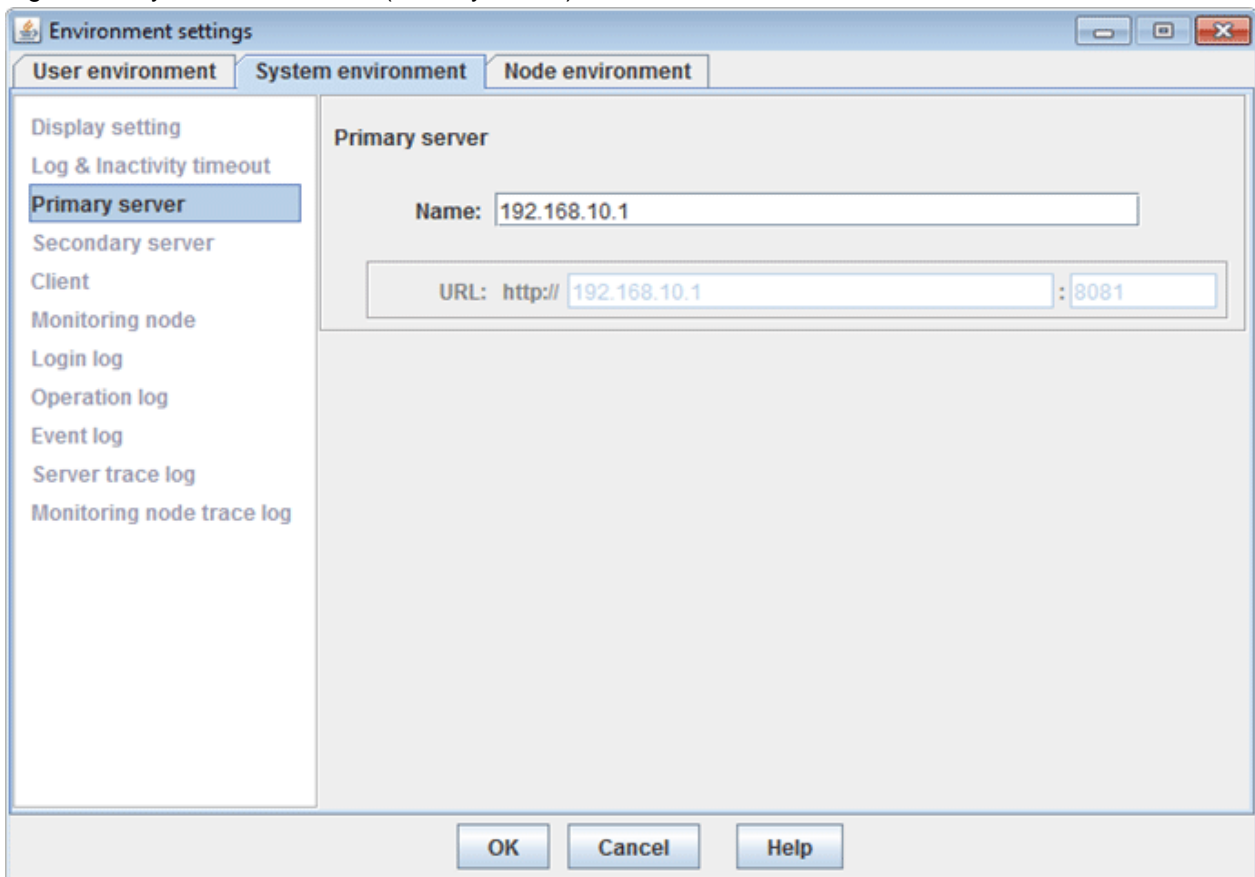 Environment settings
User environment System environment Node environment
Display setting
Log & Inactivity timeout
Primary server
Secondary server
Client
Monitoring node
Login log
Operation log
Event log
Server trace log
Monitoring node trace log
Primary server
Name: 192.168.10.1
URL: http:// 192.168.10.1 : 8081
OK Cancel Help